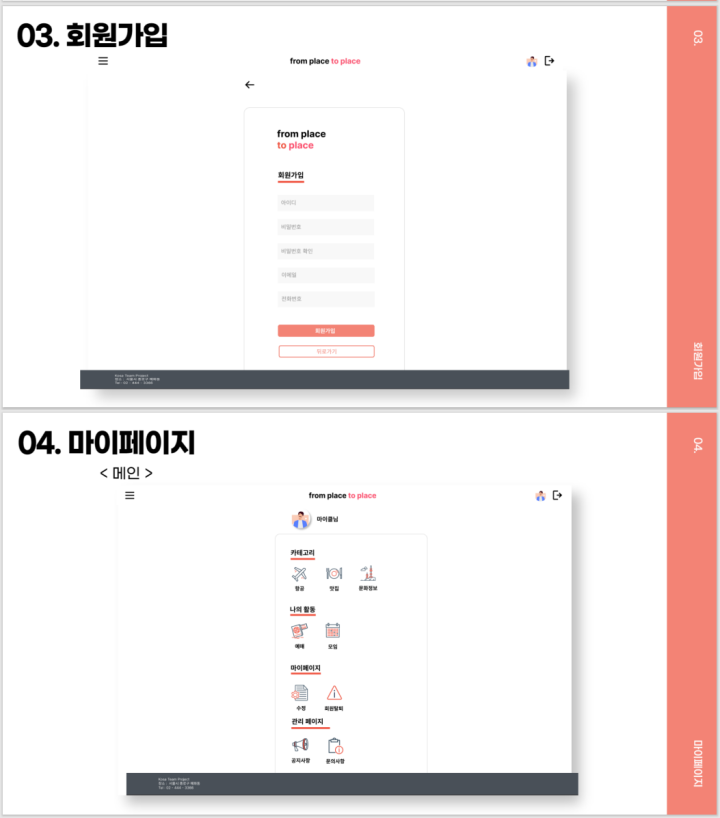 03. 회원가입
03.
from place to place
from place
to place
회원가입
아이디
비밀번호
비밀번호 확인
이메일
전화번호
회원가입
뒤로가기
Kopo Team Project
회원가입
04. 마이페이지
04.
< 메인 >
from place to place
마이클님
카테고리
항공 맛집 문화정보
나의 활동
예매 모임
마이페이지
수정 회원탈퇴
관리 페이지
공지사항 문의사항
마이페이지